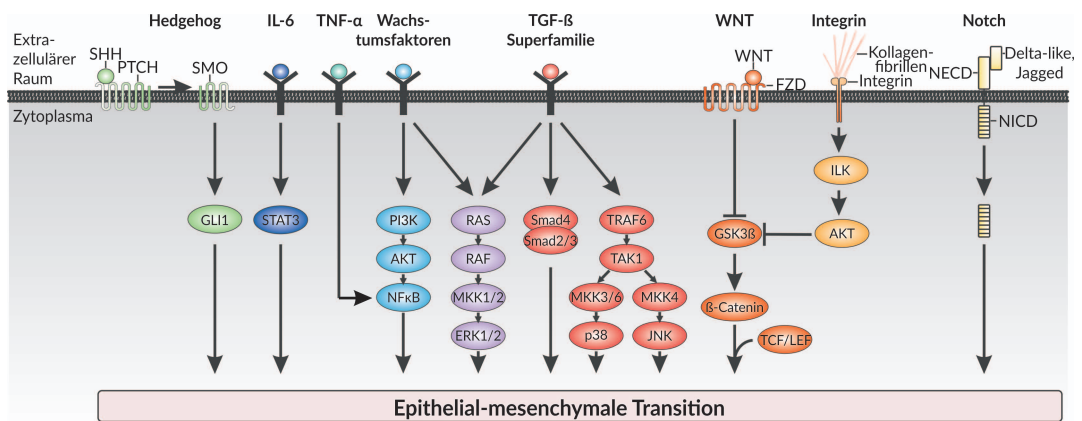 Hedgehog
IL-6
TNF-α
Wachs-
tumsfaktoren
TGF-ß
Superfamilie
WNT
Integrin
Notch
Extra-
zellulärer
Raum
SHH
PTCH
SMO
WNT
FZD
Kollagen-
fibrillen
Integrin
NECD
Delta-like,
Jagged
Zytoplasma
NICD
ILK
GLI1
STAT3
PI3K
RAS
Smad4
Smad2/3
TRAF6
GSK3ß
AKT
AKT
RAF
TAK1
NFκB
MKK1/2
MKK3/6
MKK4
ß-Catenin
ERK1/2
p38
JNK
TCF/LEF
Epithelial-mesenchymale Transition